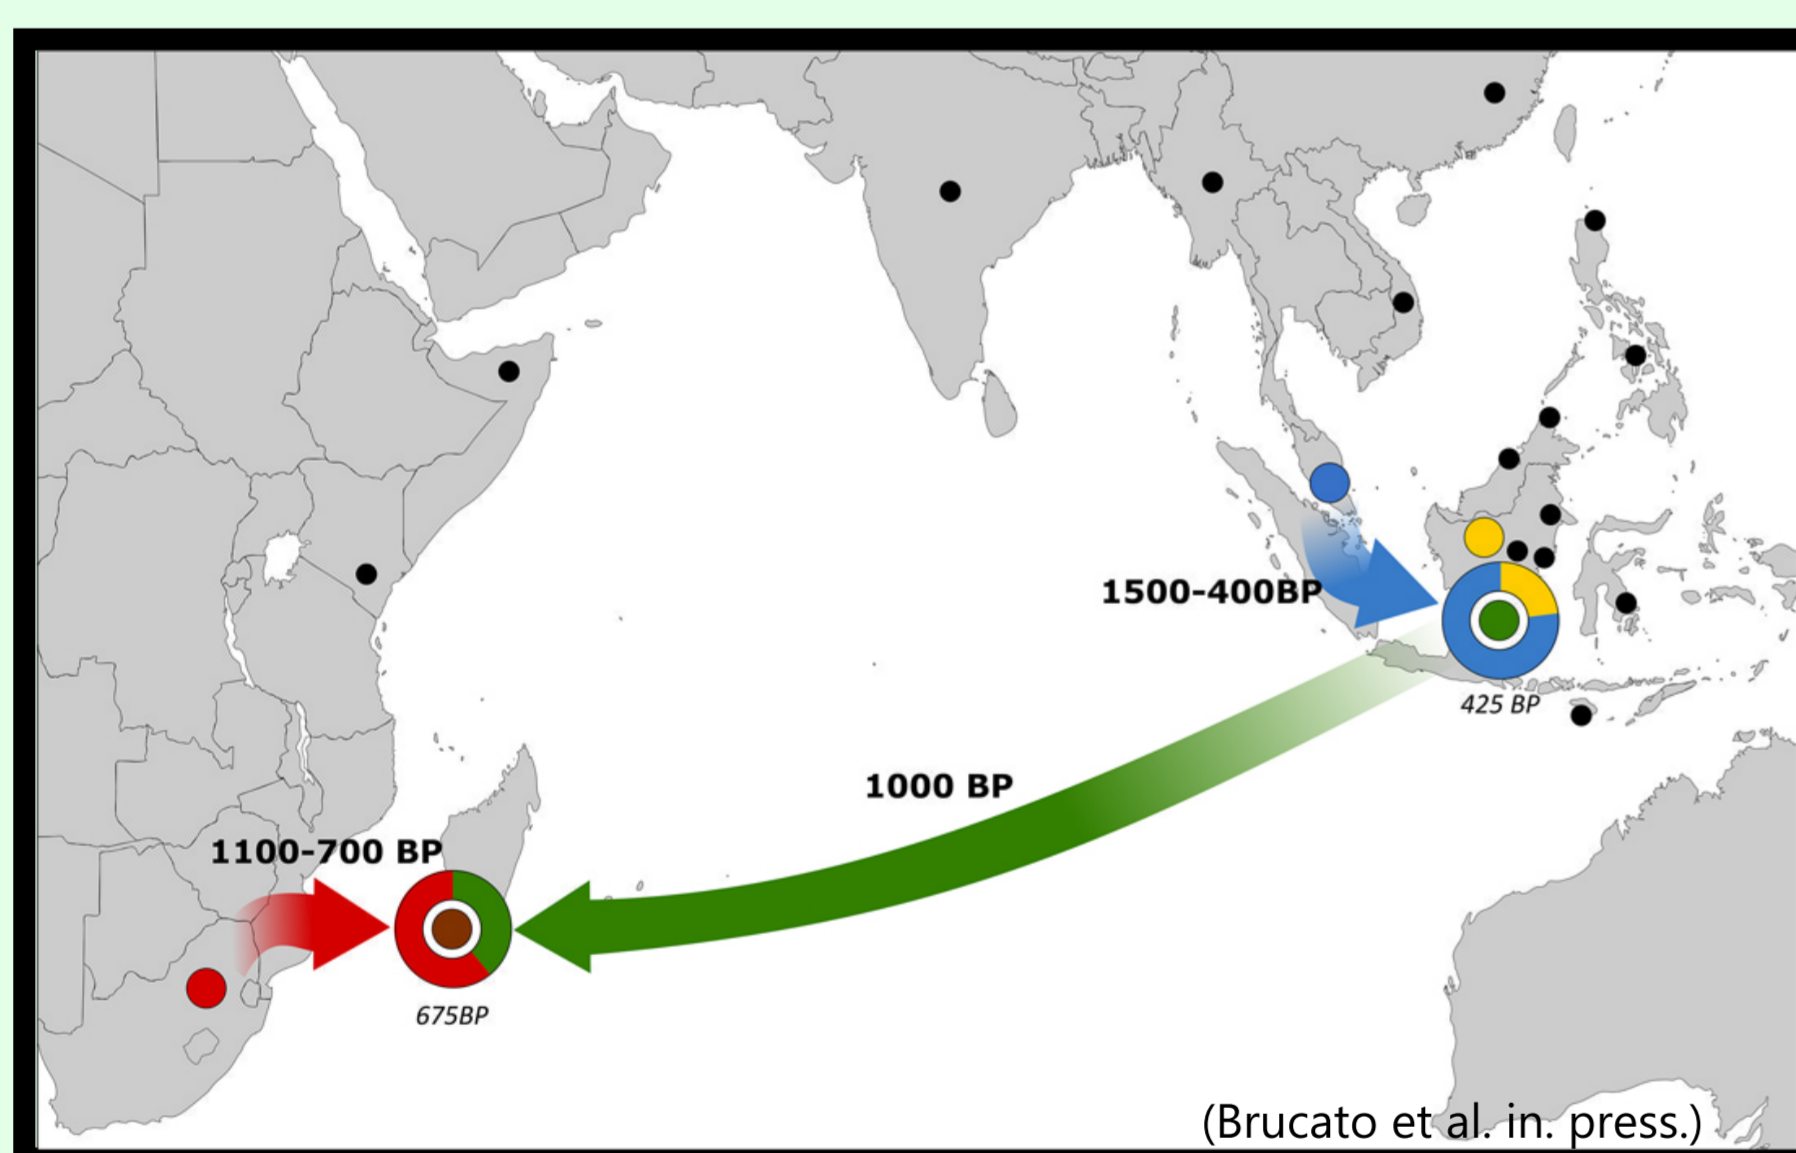 1500-400BP
425 BP
1000 BP
1100-700 BP
675BP
(Brucato et al. in. press.)